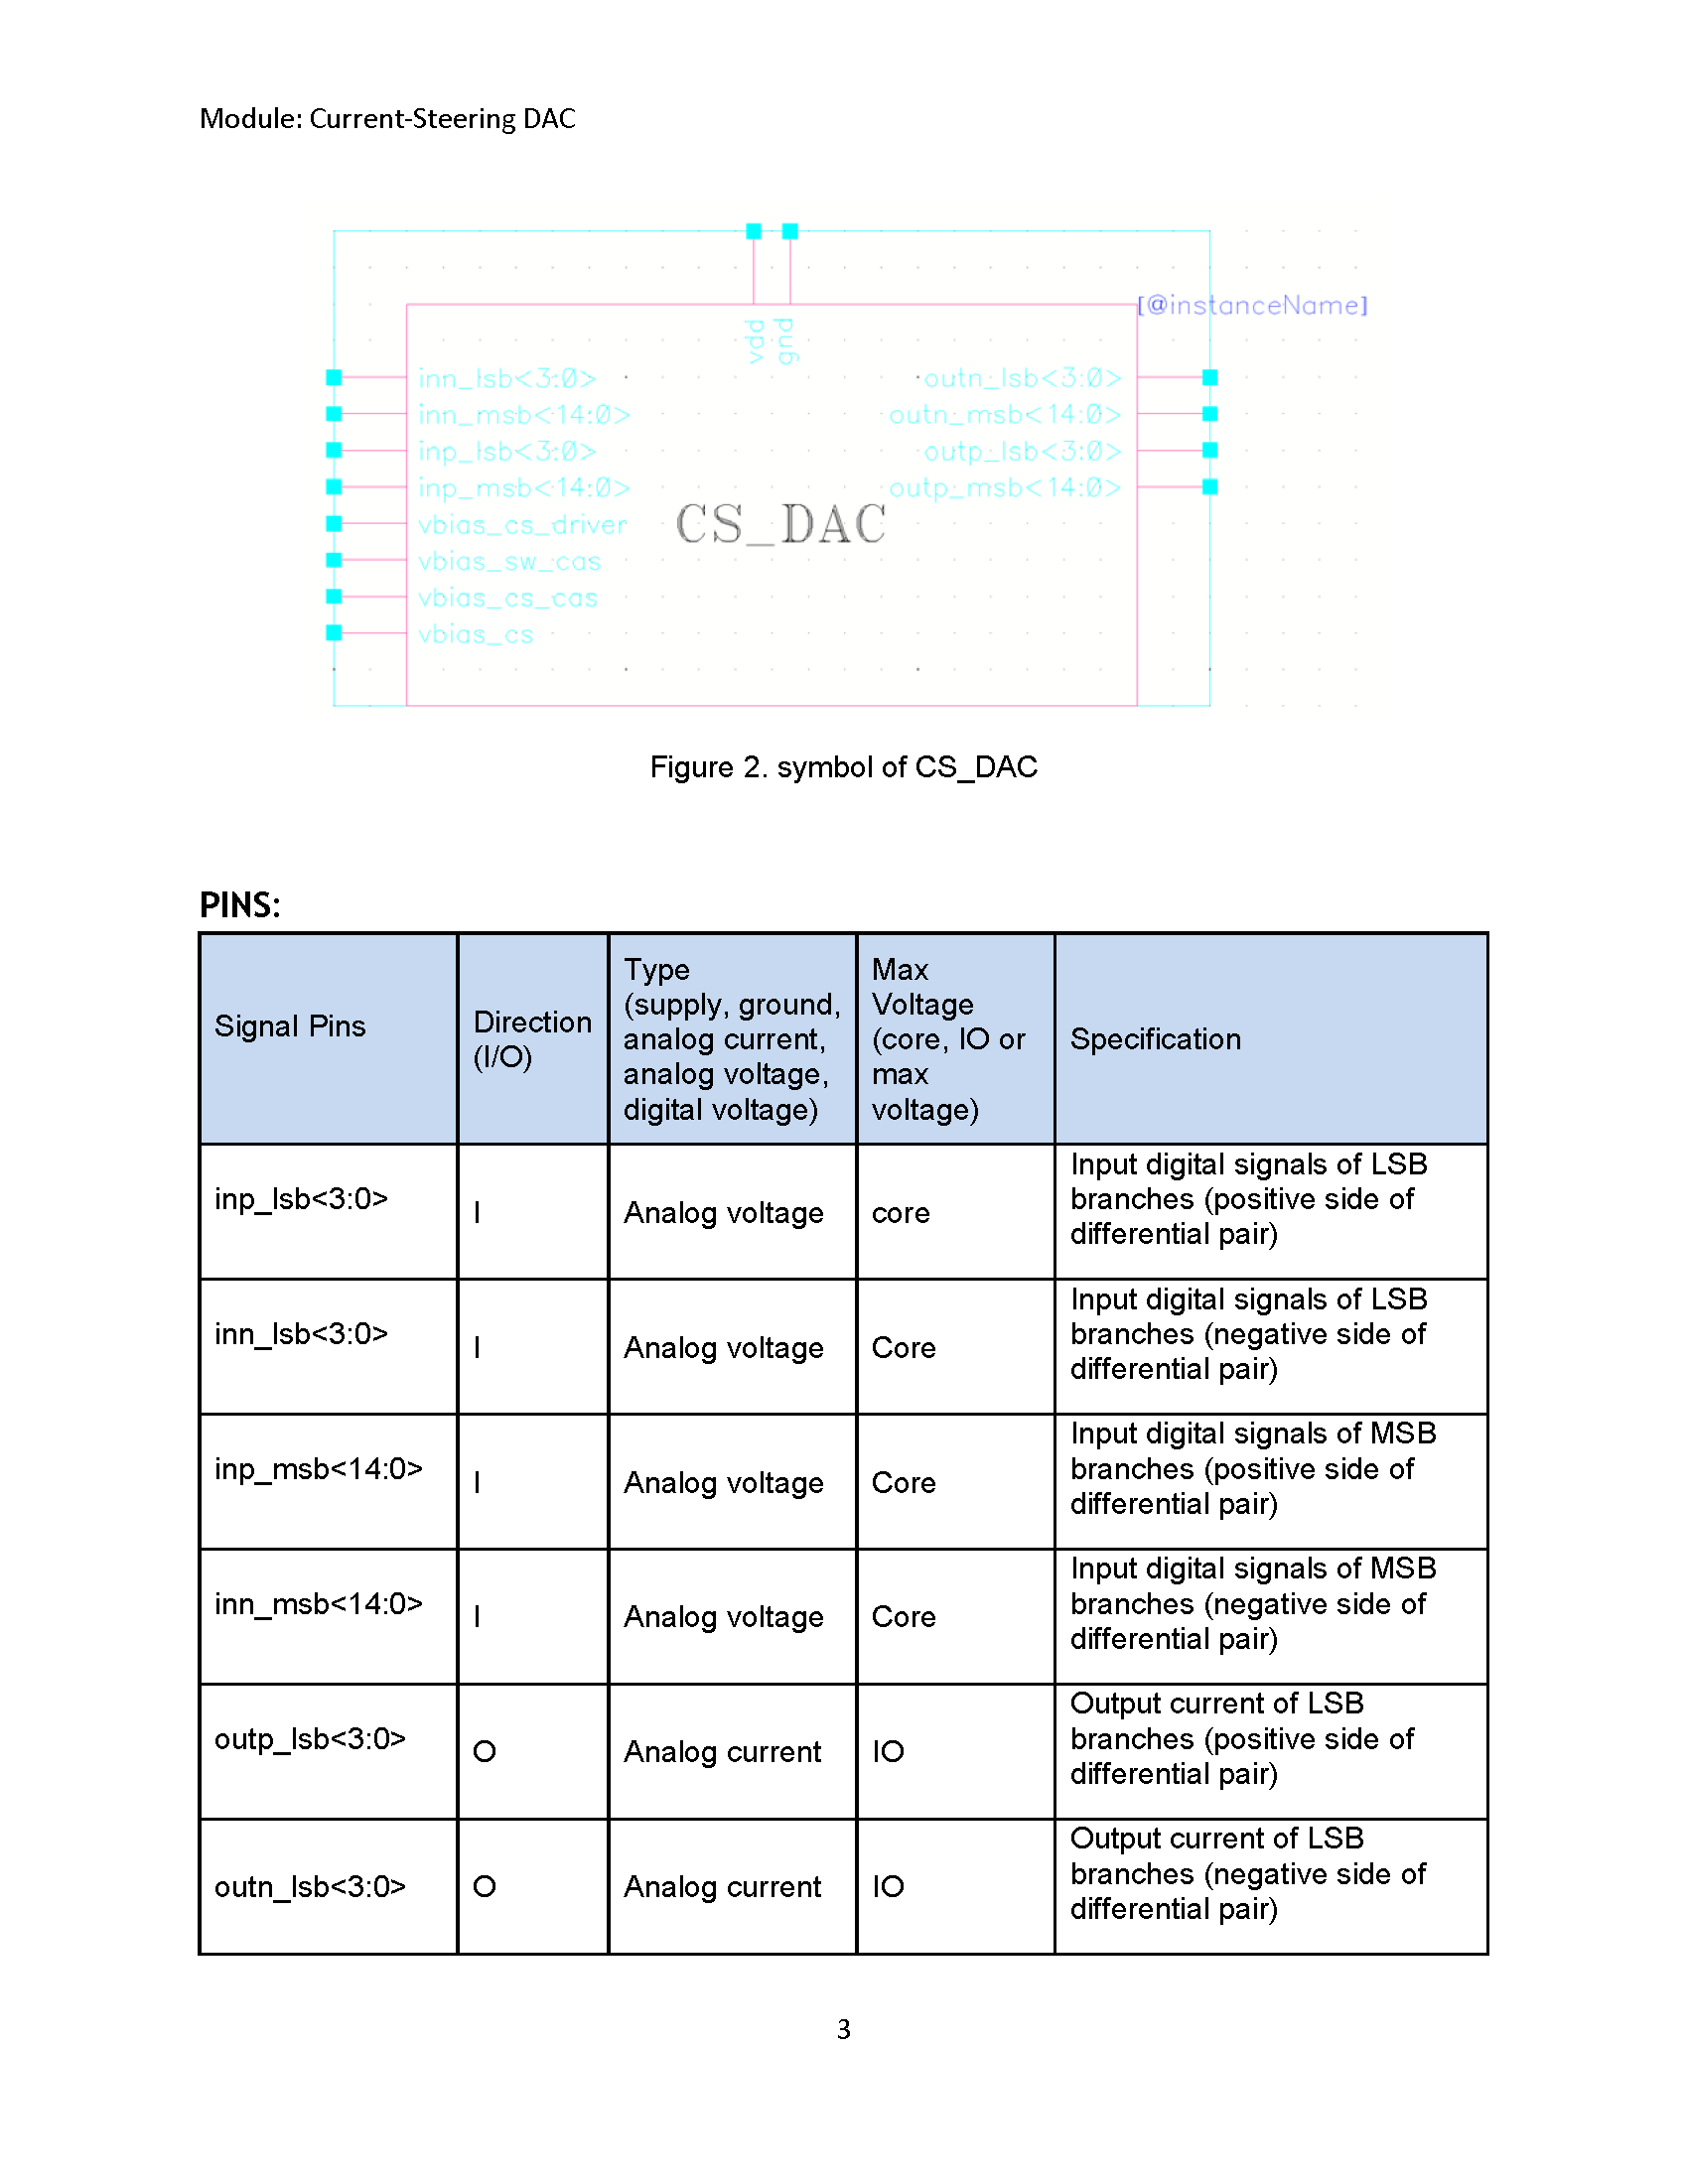 Module: Current-Steering DAC
[@instanceName]
vdd
gnd
inn_lsb<3:0>
outn_lsb<3:0>
inn_msb<14:0>
outn_msb<14:0>
inp_lsb<3:0>
outp_lsb<3:0>
inp_msb<14:0>
outp_msb<14:0>
vbias_cs_driver
CS_DAC
vbias_sw_cas
vbias_cs_cas
vbias_cs
Figure 2. symbol of CS_DAC
PINS:
Signal Pins
Direction
(I/O)
Type
(supply, ground,
analog current,
analog voltage,
digital voltage)
Max
Voltage
(core, IO or
max
voltage)
Specification
inp_lsb<3:0>
I
Analog voltage
core
Input digital signals of LSB
branches (positive side of
differential pair)
inn_lsb<3:0>
I
Analog voltage
Core
Input digital signals of LSB
branches (negative side of
differential pair)
inp_msb<14:0>
I
Analog voltage
Core
Input digital signals of MSB
branches (positive side of
differential pair)
inn_msb<14:0>
I
Analog voltage
Core
Input digital signals of MSB
branches (negative side of
differential pair)
outp_lsb<3:0>
O
Analog current
IO
Output current of LSB
branches (positive side of
differential pair)
outn_lsb<3:0>
O
Analog current
IO
Output current of LSB
branches (negative side of
differential pair)
3